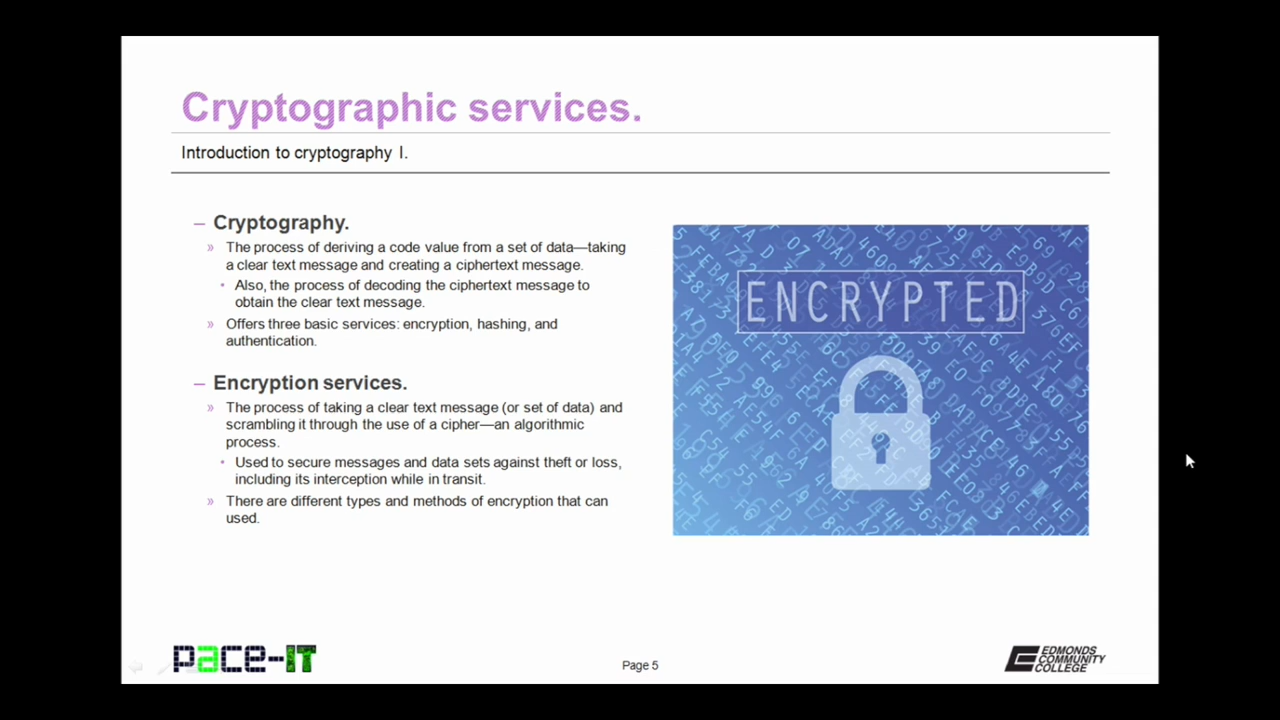 Cryptographic services.
Introduction to cryptography I.
– Cryptography.
» The process of deriving a code value from a set of data—taking
a clear text message and creating a ciphertext message.
• Also, the process of decoding the ciphertext message to
obtain the clear text message.
» Offers three basic services: encryption, hashing, and
authentication.
– Encryption services.
» The process of taking a clear text message (or set of data) and
scrambling it through the use of a cipher—an algorithmic
process.
• Used to secure messages and data sets against theft or loss,
including its interception while in transit.
» There are different types and methods of encryption that can
used.
ENCRYPTED
pace-IT
Page 5
EDMONDS
COMMUNITY
COLLEGE